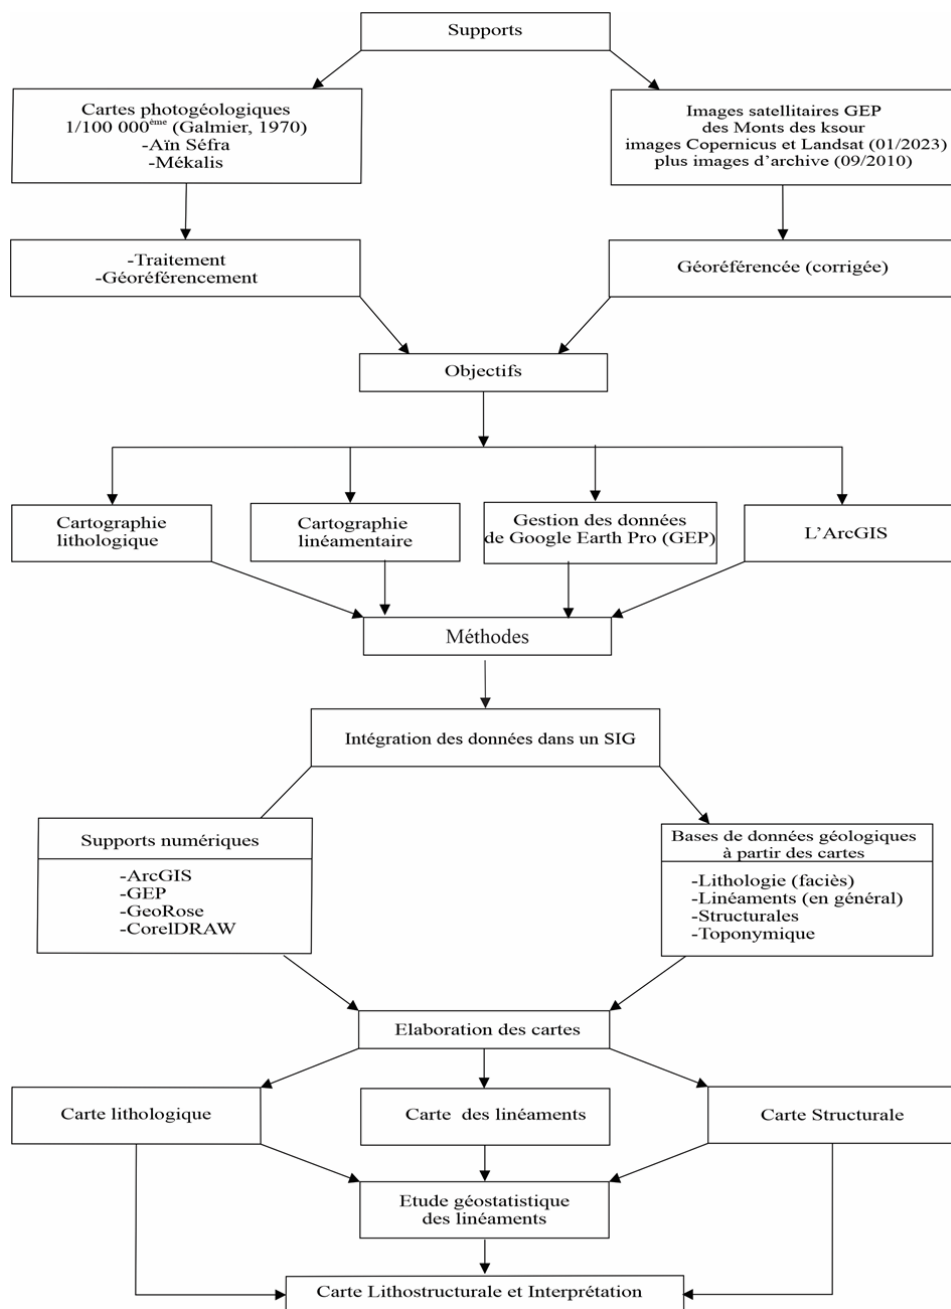 Supports
Cartes photogéologiques
1/100 000ème (Galmier, 1970)
-Aïn Séfra
-Mékalis
Images satellitaires GEP
des Monts des ksour
images Copernicus et Landsat (01/2023)
plus images d'archive (09/2010)
-Traitement
-Géoréférencement
Géoréférencée (corrigée)
Objectifs
Cartographie
lithologique
Cartographie
linéamentaire
Gestion des données
de Google Earth Pro (GEP)
L'ArcGIS
Méthodes
Intégration des données dans un SIG
Supports numériques
-ArcGIS
-GEP
-GeoRose
-CorelDRAW
Bases de données géologiques
à partir des cartes
-Lithologie (faciès)
-Linéaments (en général)
-Structurales
-Toponymique
Elaboration des cartes
Carte lithologique
Carte des linéaments
Carte Structurale
Etude géostatistique
des linéaments
Carte Lithostructurale et Interprétation